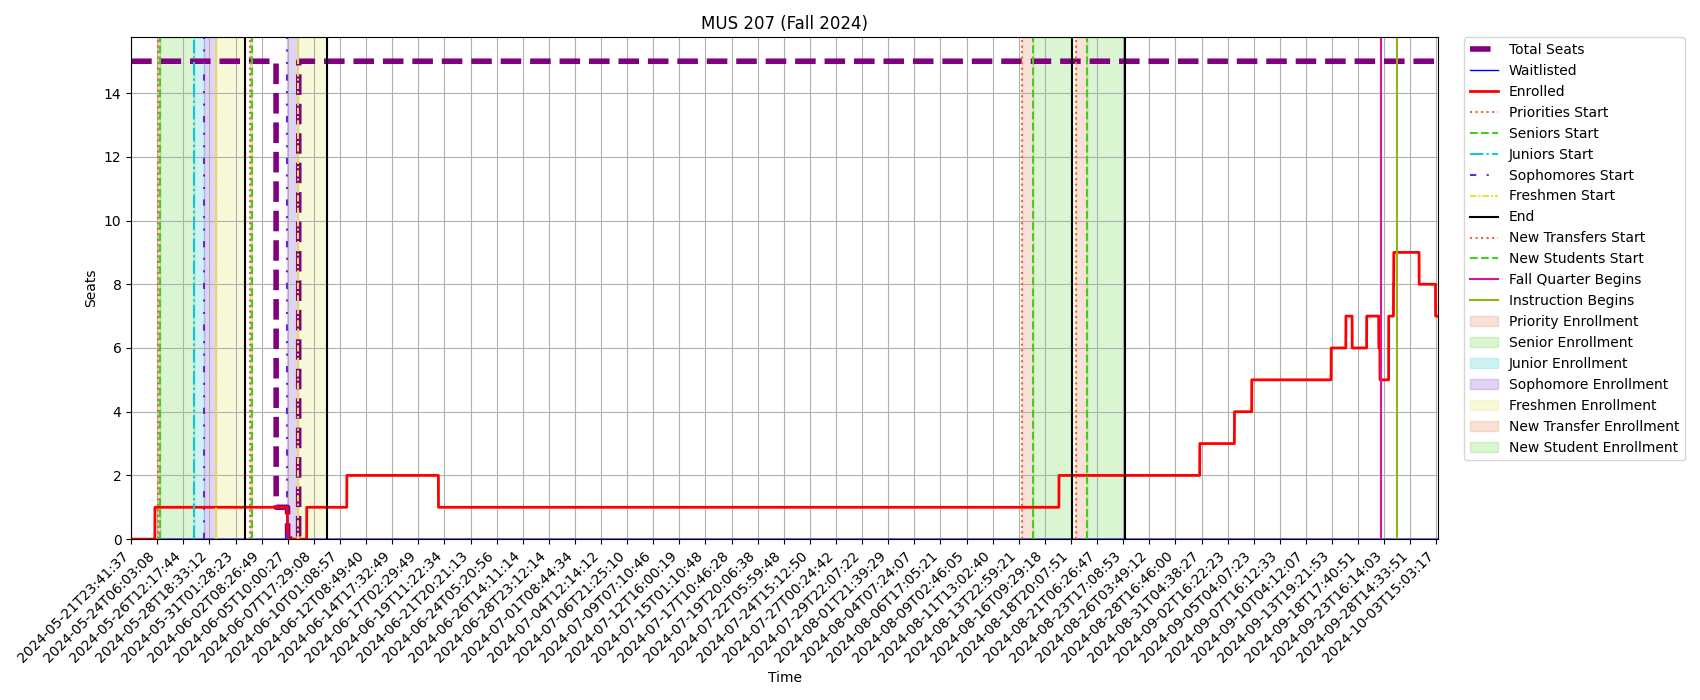 MUS 207 (Fall 2024)
Seats
14
12
10
8
6
4
2
0
2024-05-21T23:41:37
2024-05-24T06:03:08
2024-05-26T12:17:44
2024-05-28T18:33:12
2024-05-31T01:28:23
2024-06-02T08:26:49
2024-06-05T10:00:27
2024-06-07T17:29:08
2024-06-10T01:08:57
2024-06-12T08:49:40
2024-06-14T17:32:49
2024-06-17T02:29:49
2024-06-19T11:22:34
2024-06-21T20:21:13
2024-06-24T05:20:56
2024-06-26T14:11:14
2024-06-28T23:12:14
2024-07-01T08:44:34
2024-07-04T12:14:12
2024-07-06T21:25:10
2024-07-09T07:10:46
2024-07-12T16:00:19
2024-07-15T01:10:48
2024-07-17T10:46:28
2024-07-19T20:06:38
2024-07-22T05:59:48
2024-07-24T15:12:50
2024-07-27T00:24:42
2024-07-29T22:07:22
2024-08-01T21:39:29
2024-08-04T07:24:07
2024-08-06T17:05:21
2024-08-09T02:46:05
2024-08-11T13:02:40
2024-08-13T22:59:21
2024-08-16T09:29:18
2024-08-18T20:07:51
2024-08-21T06:26:47
2024-08-23T17:08:53
2024-08-26T03:49:12
2024-08-28T16:46:00
2024-08-31T02:04:38:27
2024-09-02T16:22:23
2024-09-05T04:07:23
2024-09-07T16:12:33
2024-09-10T04:12:07
2024-09-13T19:21:53
2024-09-18T17:40:51
2024-09-23T16:14:03
2024-09-28T14:33:51
2024-10-03T15:03:17
Time
Total Seats
Waitlisted
Enrolled
Priorities Start
Seniors Start
Juniors Start
Sophomores Start
Freshmen Start
End
New Transfers Start
New Students Start
Fall Quarter Begins
Instruction Begins
Priority Enrollment
Senior Enrollment
Junior Enrollment
Sophomore Enrollment
Freshmen Enrollment
New Transfer Enrollment
New Student Enrollment